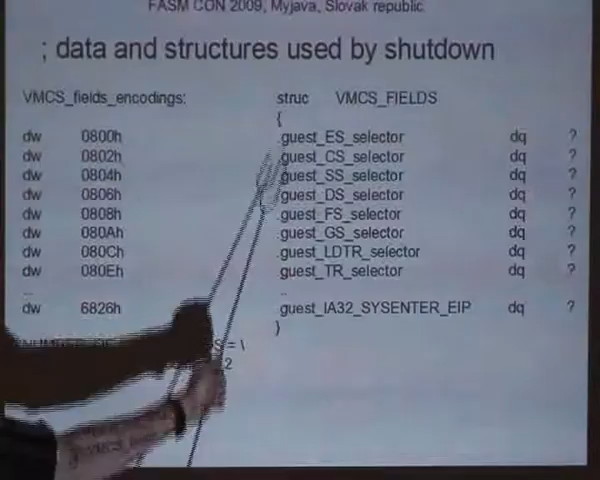 FASM CON 2009, Myjava, Slovak republic
; data and structures used by shutdown
VMCS_fields_encodings: struc VMCS_FIELDS
{
dw 0800h .guest_ES_selector dq ?
dw 0802h .guest_CS_selector dq ?
dw 0804h .guest_SS_selector dq ?
dw 0806h .guest_DS_selector dq ?
dw 0808h .guest_FS_selector dq ?
dw 080Ah .guest_GS_selector dq ?
dw 080Ch .guest_LDTR_selector dq ?
dw 080Eh .guest_TR_selector dq ?
... ...
dw 6826h .guest_IA32_SYSENTER_EIP dq ?
}
S = \
2